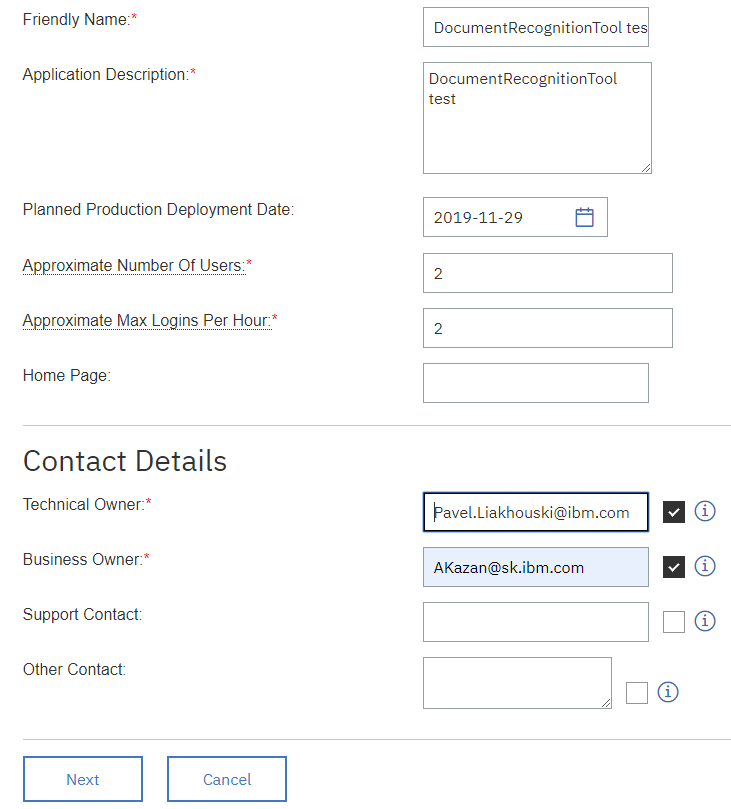 Friendly Name:*
DocumentRecognitionTool tes
Application Description:*
DocumentRecognitionTool
test
Planned Production Deployment Date:
2019-11-29
Approximate Number Of Users:*
2
Approximate Max Logins Per Hour:*
2
Home Page:
Contact Details
Technical Owner:*
Pavel.Liakhouski@ibm.com
Business Owner:*
AKazan@sk.ibm.com
Support Contact:
Other Contact:
Next
Cancel